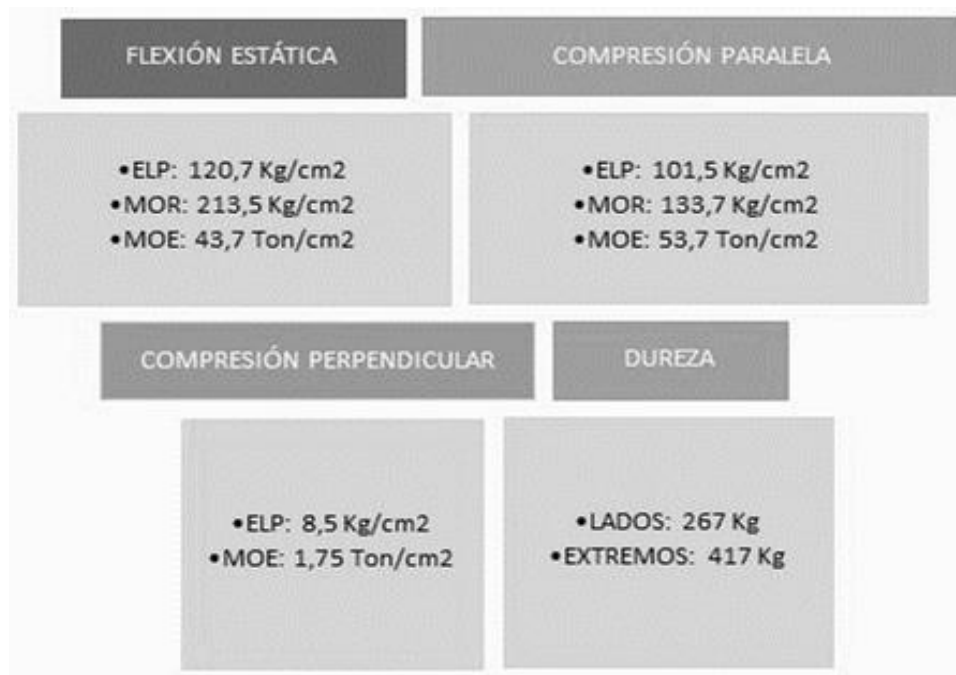 FLEXIÓN ESTÁTICA
•ELP: 120,7 Kg/cm2
•MOR: 213,5 Kg/cm2
•MOE: 43,7 Ton/cm2
COMPRESIÓN PARALELA
•ELP: 101,5 Kg/cm2
•MOR: 133,7 Kg/cm2
•MOE: 53,7 Ton/cm2
COMPRESIÓN PERPENDICULAR
•ELP: 8,5 Kg/cm2
•MOE: 1,75 Ton/cm2
DUREZA
•LADOS: 267 Kg
•EXTREMOS: 417 Kg